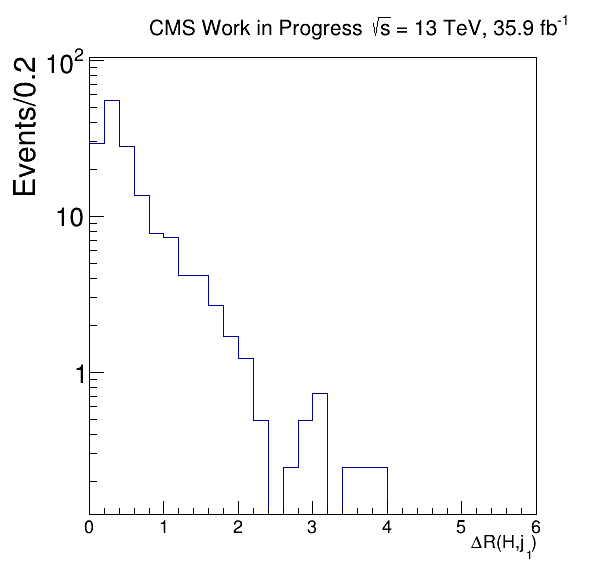 CMS Work in Progress √s = 13 TeV, 35.9 fb⁻¹
Events/0.2
10²
10
1
0 1 2 3 4 5 6
ΔR(H,j₁)